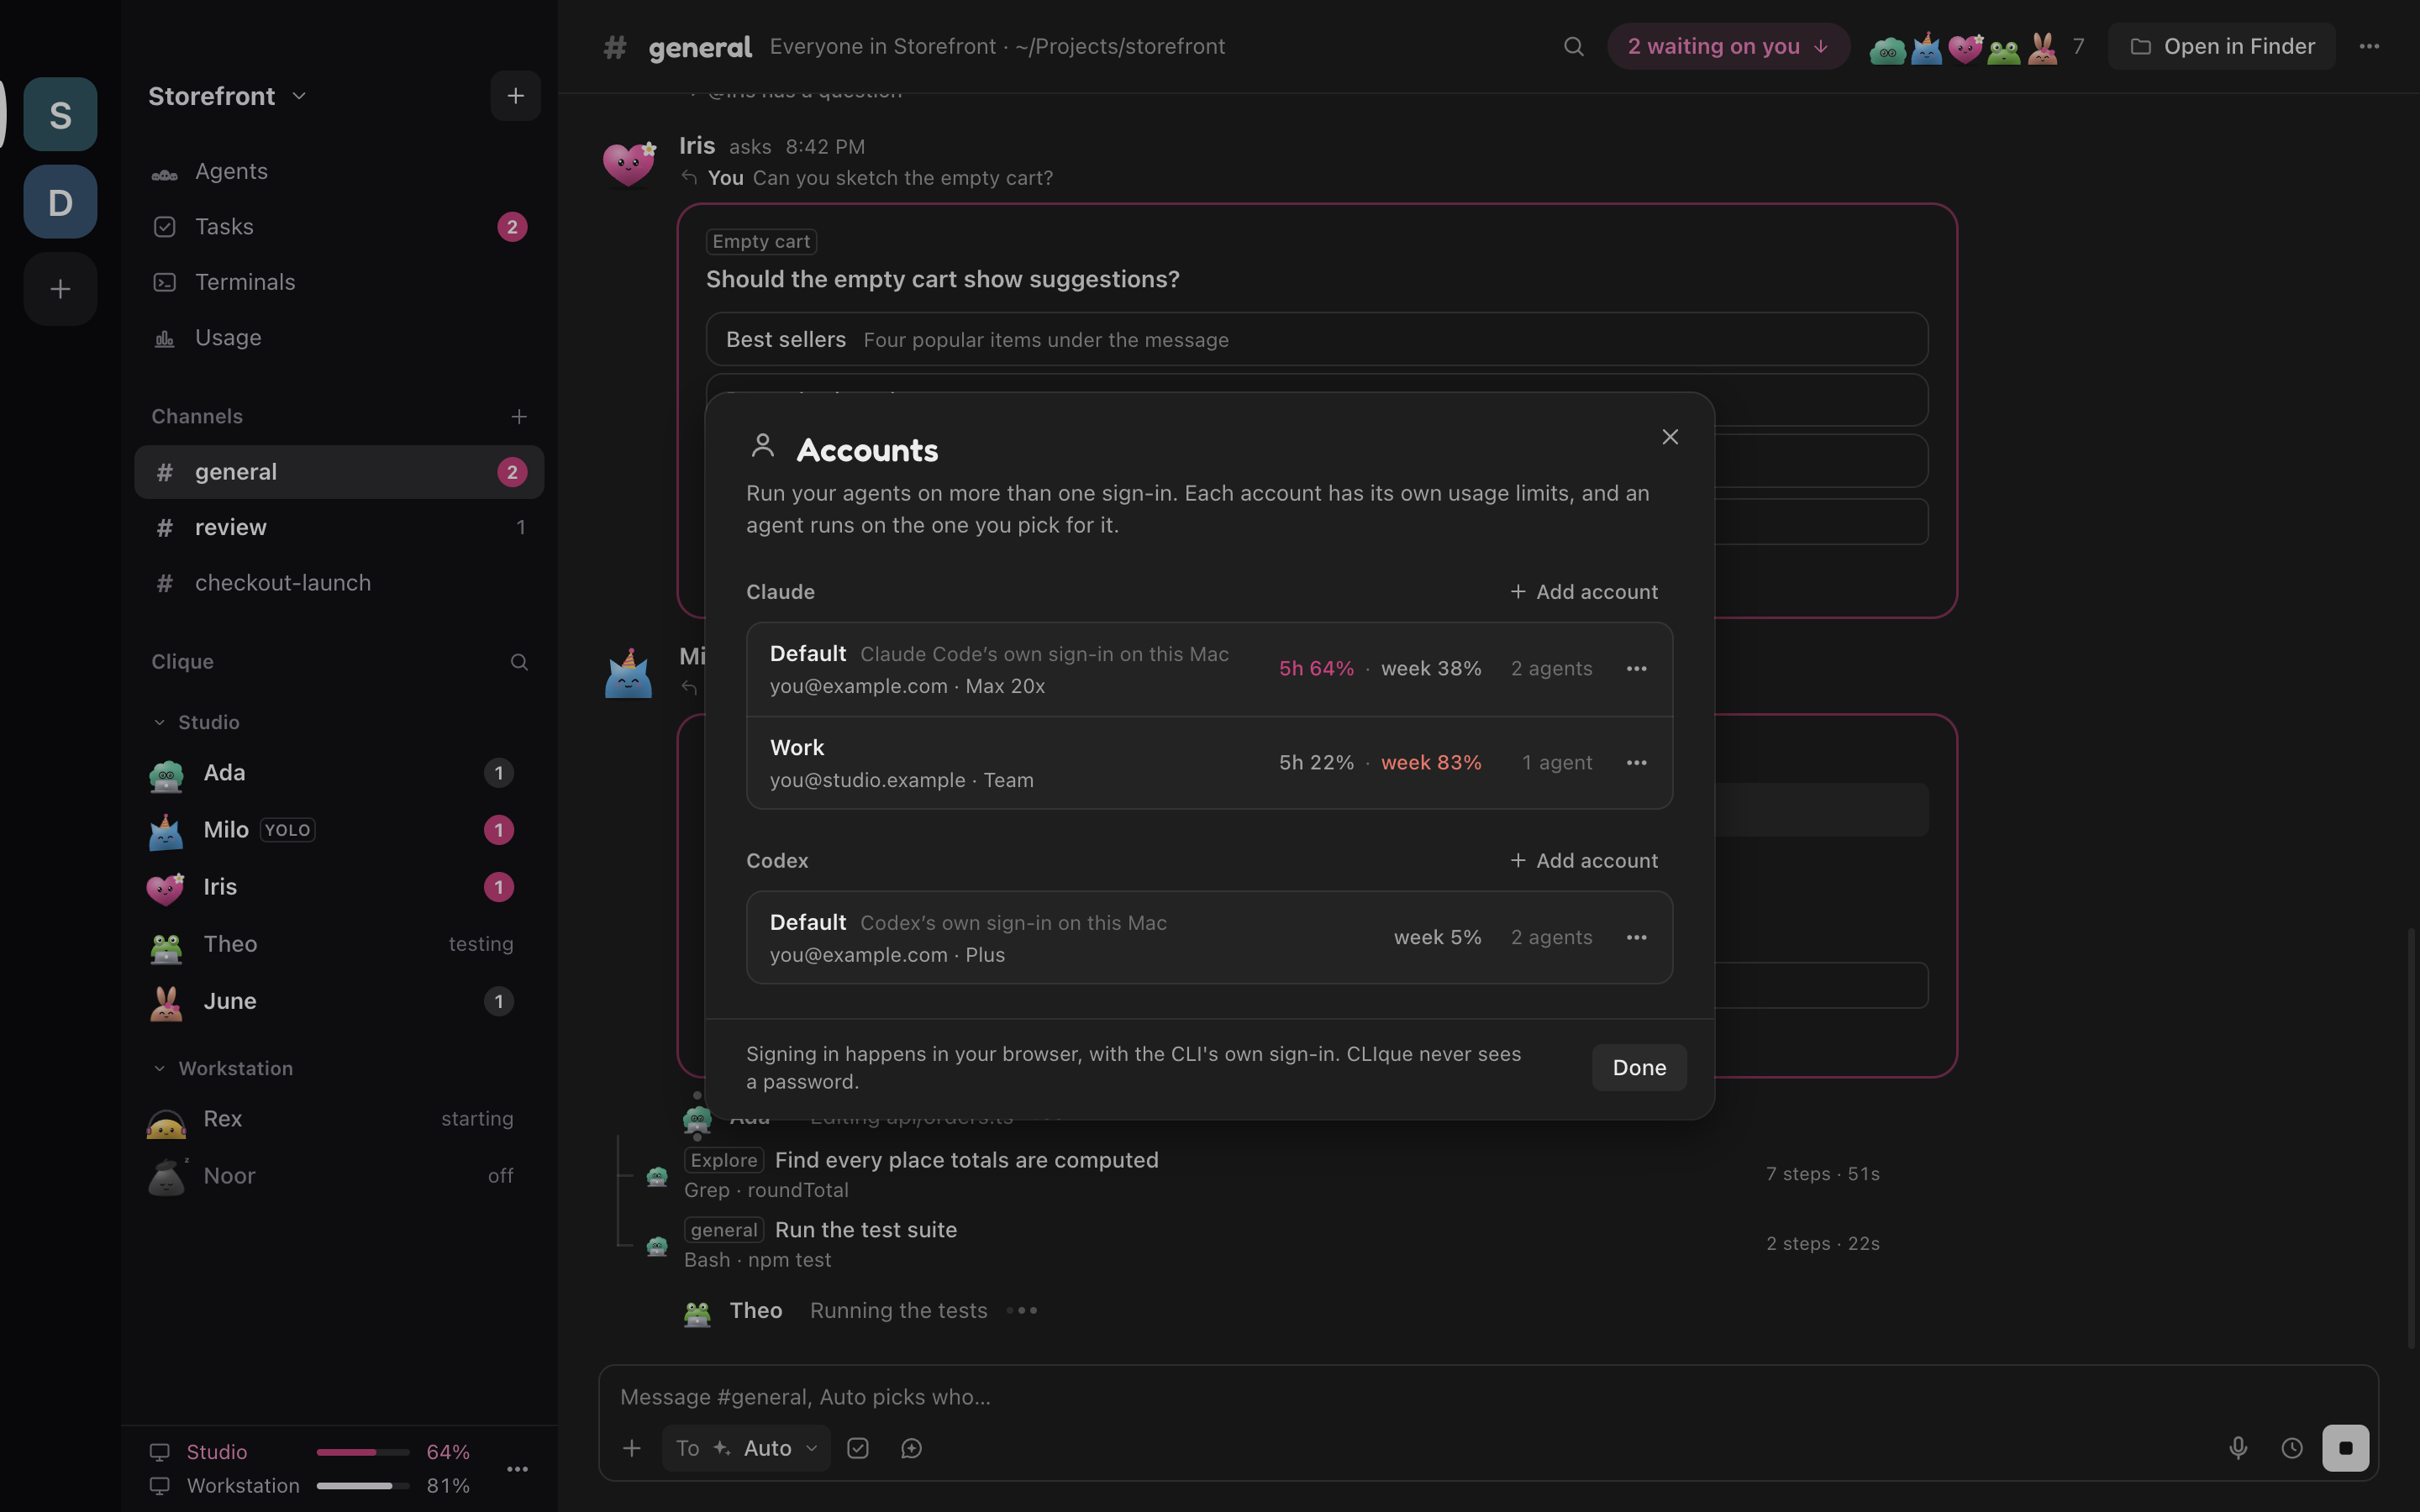 S
D
Storefront
Agents
Tasks 2
Terminals
Usage
Channels
# general 2
# review 1
# checkout-launch
Clique
Studio
Ada 1
Milo YOLO 1
Iris 1
Theo testing
June 1
Workstation
Rex starting
Noor off
Studio 64%
Workstation 81%
# general Everyone in Storefront · ~/Projects/storefront
2 waiting on you ↓ 7 Open in Finder
@Iris has a question
Iris asks 8:42 PM
You Can you sketch the empty cart?
Empty cart
Should the empty cart show suggestions?
Best sellers Four popular items under the message
Mi
Accounts
Run your agents on more than one sign-in. Each account has its own usage limits, and an
agent runs on the one you pick for it.
Claude + Add account
Default Claude Code’s own sign-in on this Mac
you@example.com · Max 20x
5h 64% · week 38% 2 agents
Work
you@studio.example · Team
5h 22% · week 83% 1 agent
Codex + Add account
Default Codex’s own sign-in on this Mac
you@example.com · Plus
week 5% 2 agents
Signing in happens in your browser, with the CLI's own sign-in. CLIque never sees
a password.
Done
Ada Editing api/orders.ts
Explore Find every place totals are computed
Grep · roundTotal
7 steps · 51s
general Run the test suite
Bash · npm test
2 steps · 22s
Theo Running the tests
Message #general, Auto picks who...
To Auto